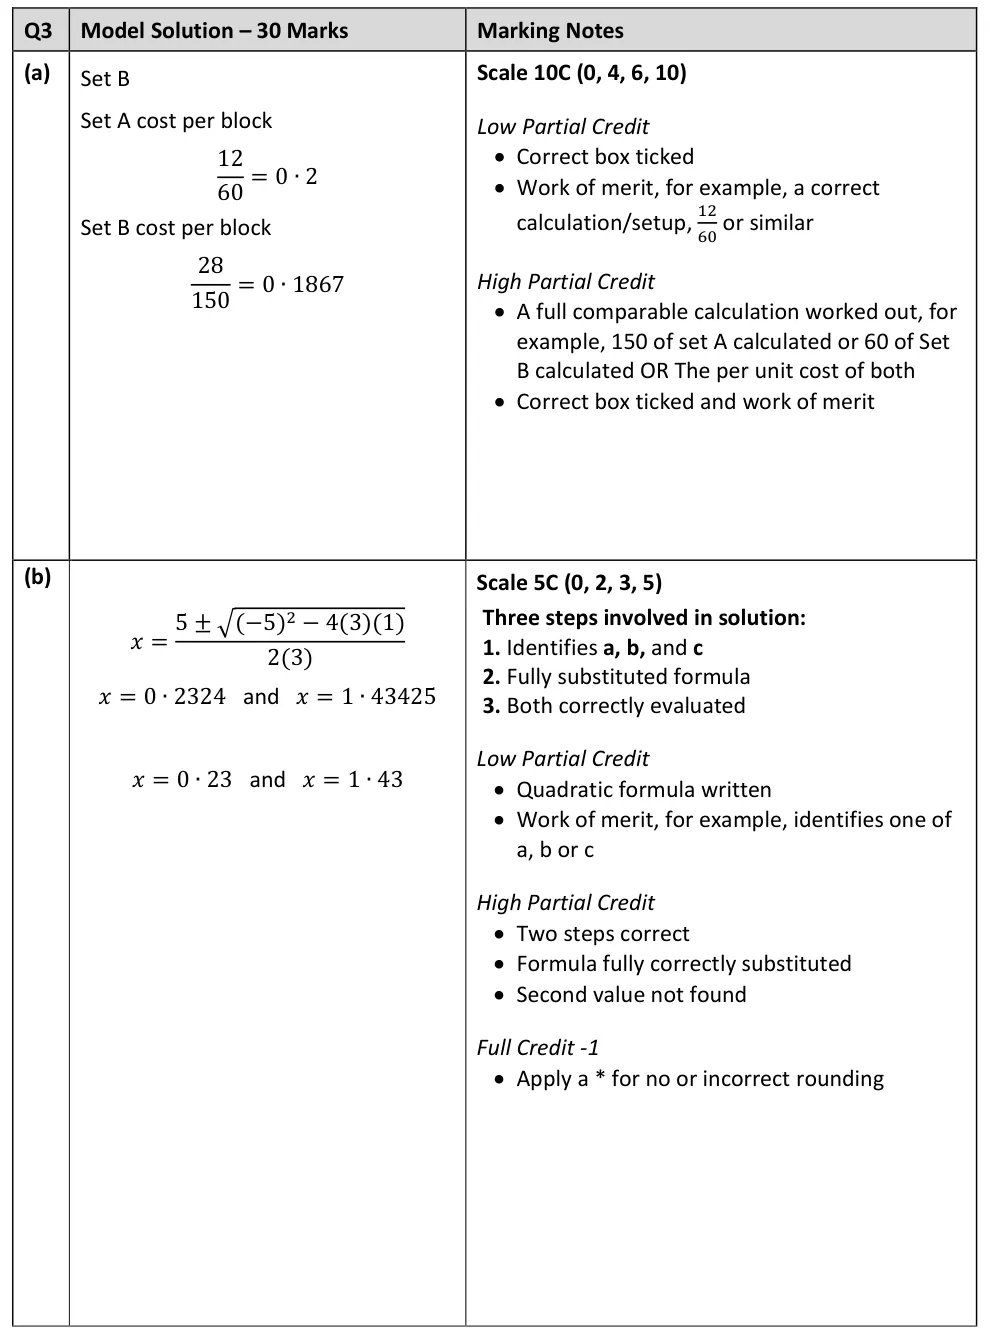 Q3 Model Solution – 30 Marks Marking Notes
(a) Set B
Set A cost per block
12/60 = 0 · 2
Set B cost per block
28/150 = 0 · 1867
Scale 10C (0, 4, 6, 10)
Low Partial Credit
• Correct box ticked
• Work of merit, for example, a correct
calculation/setup, 12/60 or similar
High Partial Credit
• A full comparable calculation worked out, for
example, 150 of set A calculated or 60 of Set
B calculated OR The per unit cost of both
• Correct box ticked and work of merit
(b)
x = 5 ± √(−5)² − 4(3)(1) / 2(3)
x = 0 · 2324 and x = 1 · 43425
x = 0 · 23 and x = 1 · 43
Scale 5C (0, 2, 3, 5)
Three steps involved in solution:
1. Identifies a, b, and c
2. Fully substituted formula
3. Both correctly evaluated
Low Partial Credit
• Quadratic formula written
• Work of merit, for example, identifies one of
a, b or c
High Partial Credit
• Two steps correct
• Formula fully correctly substituted
• Second value not found
Full Credit -1
• Apply a * for no or incorrect rounding